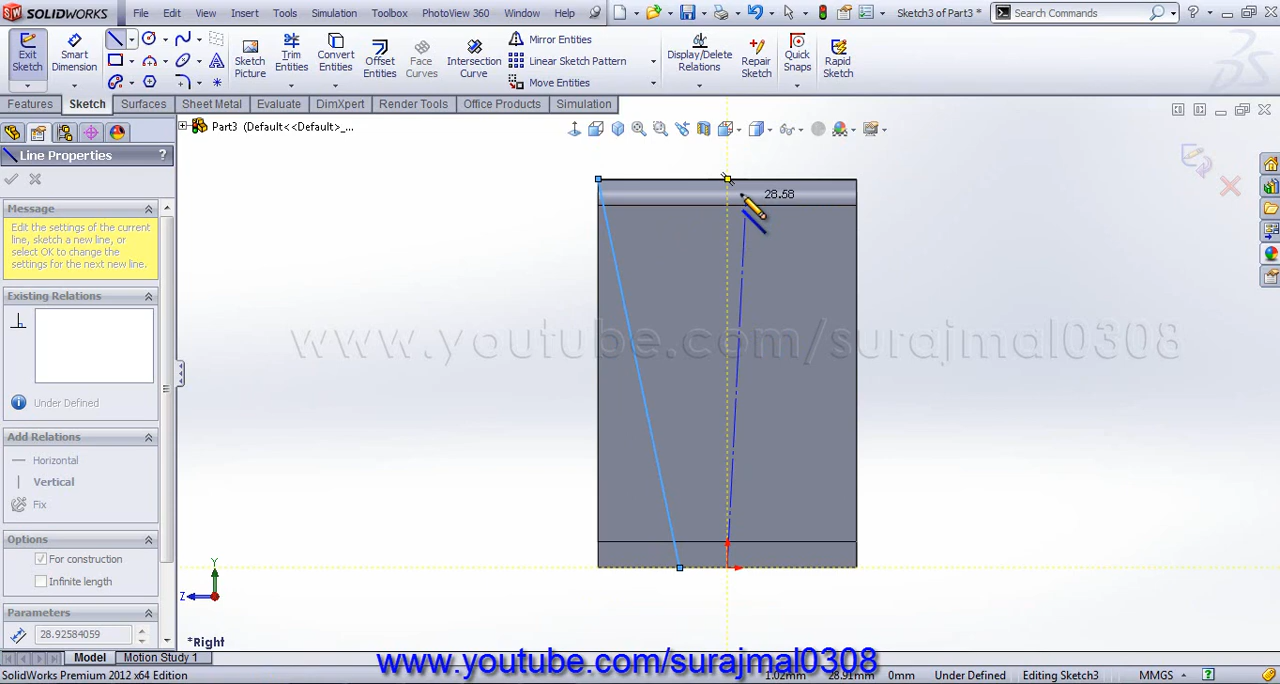 SOLIDWORKS File Edit View Insert Tools Simulation Toolbox PhotoView 360 Window Help Sketch3 of Part3 * Search Commands
Exit Sketch
Smart Dimension
Sketch Picture
Trim Entities
Convert Entities
Offset Entities
Face Curves
Intersection Curve
Mirror Entities
Linear Sketch Pattern
Move Entities
Display/Delete Relations
Repair Sketch
Quick Snaps
Rapid Sketch
Features Sketch Surfaces Sheet Metal Evaluate DimXpert Render Tools Office Products Simulation
Part3 (Default<<Default>_...
Line Properties ?
Message
Edit the settings of the current
line, sketch a new line, or
select OK to change the
settings for the next new line.
Existing Relations
Under Defined
Add Relations
Horizontal
Vertical
Fix
Options
For construction
Infinite length
Parameters
28.92584059
28.58
www.youtube.com/surajmal0308
Y
Z
*Right
Model Motion Study 1
www.youtube.com/surajmal0308
SolidWorks Premium 2012 x64 Edition 1.02mm 28.91mm 0mm Under Defined Editing Sketch3 MMGS ?